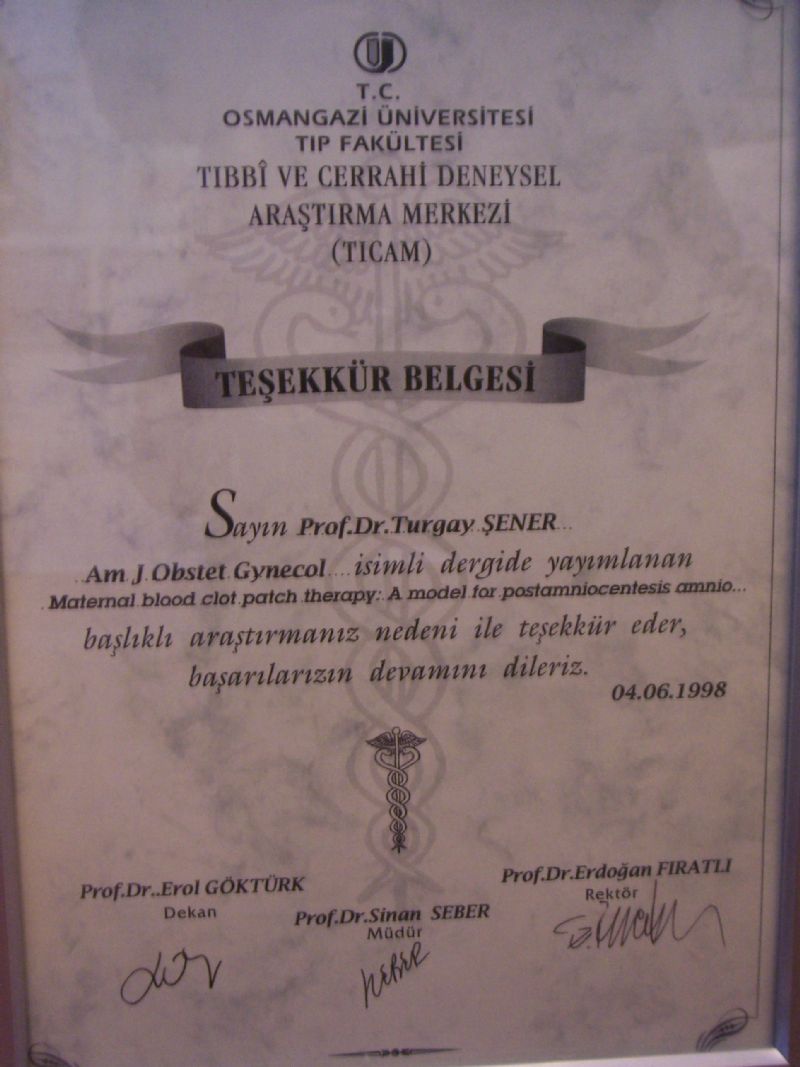 T.C.
OSMANGAZİ ÜNİVERSİTESİ
TIP FAKÜLTESİ
TIBBÎ VE CERRAHİ DENEYSEL
ARAŞTIRMA MERKEZİ
(TICAM)
TEŞEKKÜR BELGESİ
Sayın Prof.Dr.Turgay ŞENER...
..Am J Obstet Gynecol.... isimli dergide yayımlanan
.Maternal blood clot patch therapy: A model for postamniocentesis amnio...
başlıklı araştırmanız nedeni ile teşekkür eder,
başarılarızın devamını dileriz.
04.06.1998
Prof.Dr..Erol GÖKTÜRK
Dekan
Prof.Dr.Sinan SEBER
Müdür
Prof.Dr.Erdoğan FIRATLI
Rektör